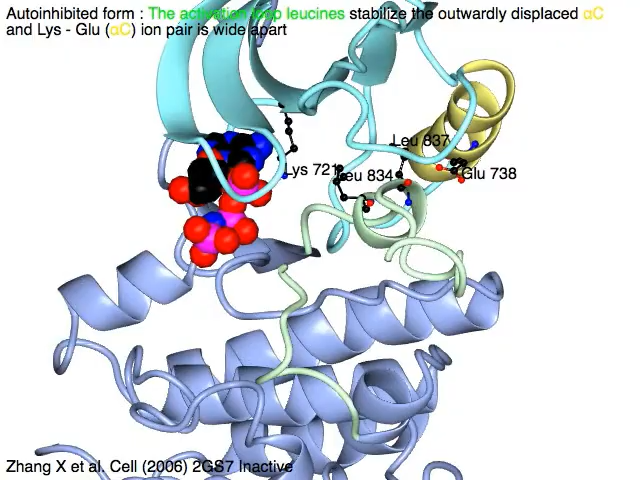 Autoinhibited form : The activation loop leucines stabilize the outwardly displaced αC
and Lys - Glu (αC) ion pair is wide apart
Leu 837
Lys 721
Leu 834
Glu 738
Zhang X et al. Cell (2006) 2GS7 Inactive